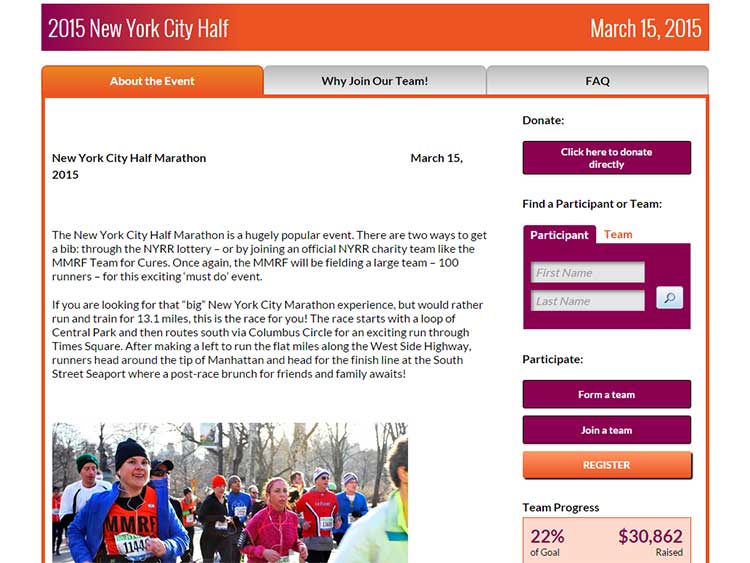 2015 New York City Half
March 15, 2015
About the Event
Why Join Our Team!
FAQ
New York City Half Marathon March 15,
2015
The New York City Half Marathon is a hugely popular event. There are two ways to get
a bib: through the NYRR lottery – or by joining an official NYRR charity team like the
MMRF Team for Cures. Once again, the MMRF will be fielding a large team – 100
runners – for this exciting ‘must do’ event.
If you are looking for that “big” New York City Marathon experience, but would rather
run and train for 13.1 miles, this is the race for you! The race starts with a loop of
Central Park and then routes south via Columbus Circle for an exciting run through
Times Square. After making a left to run the flat miles along the West Side Highway,
runners head around the tip of Manhattan and head for the finish line at the South
Street Seaport where a post-race brunch for friends and family awaits!
MMRF
Donate:
Click here to donate
directly
Find a Participant or Team:
Participant
Team
First Name
Last Name
Participate:
Form a team
Join a team
REGISTER
Team Progress
22%
$30,862
of Goal
Raised